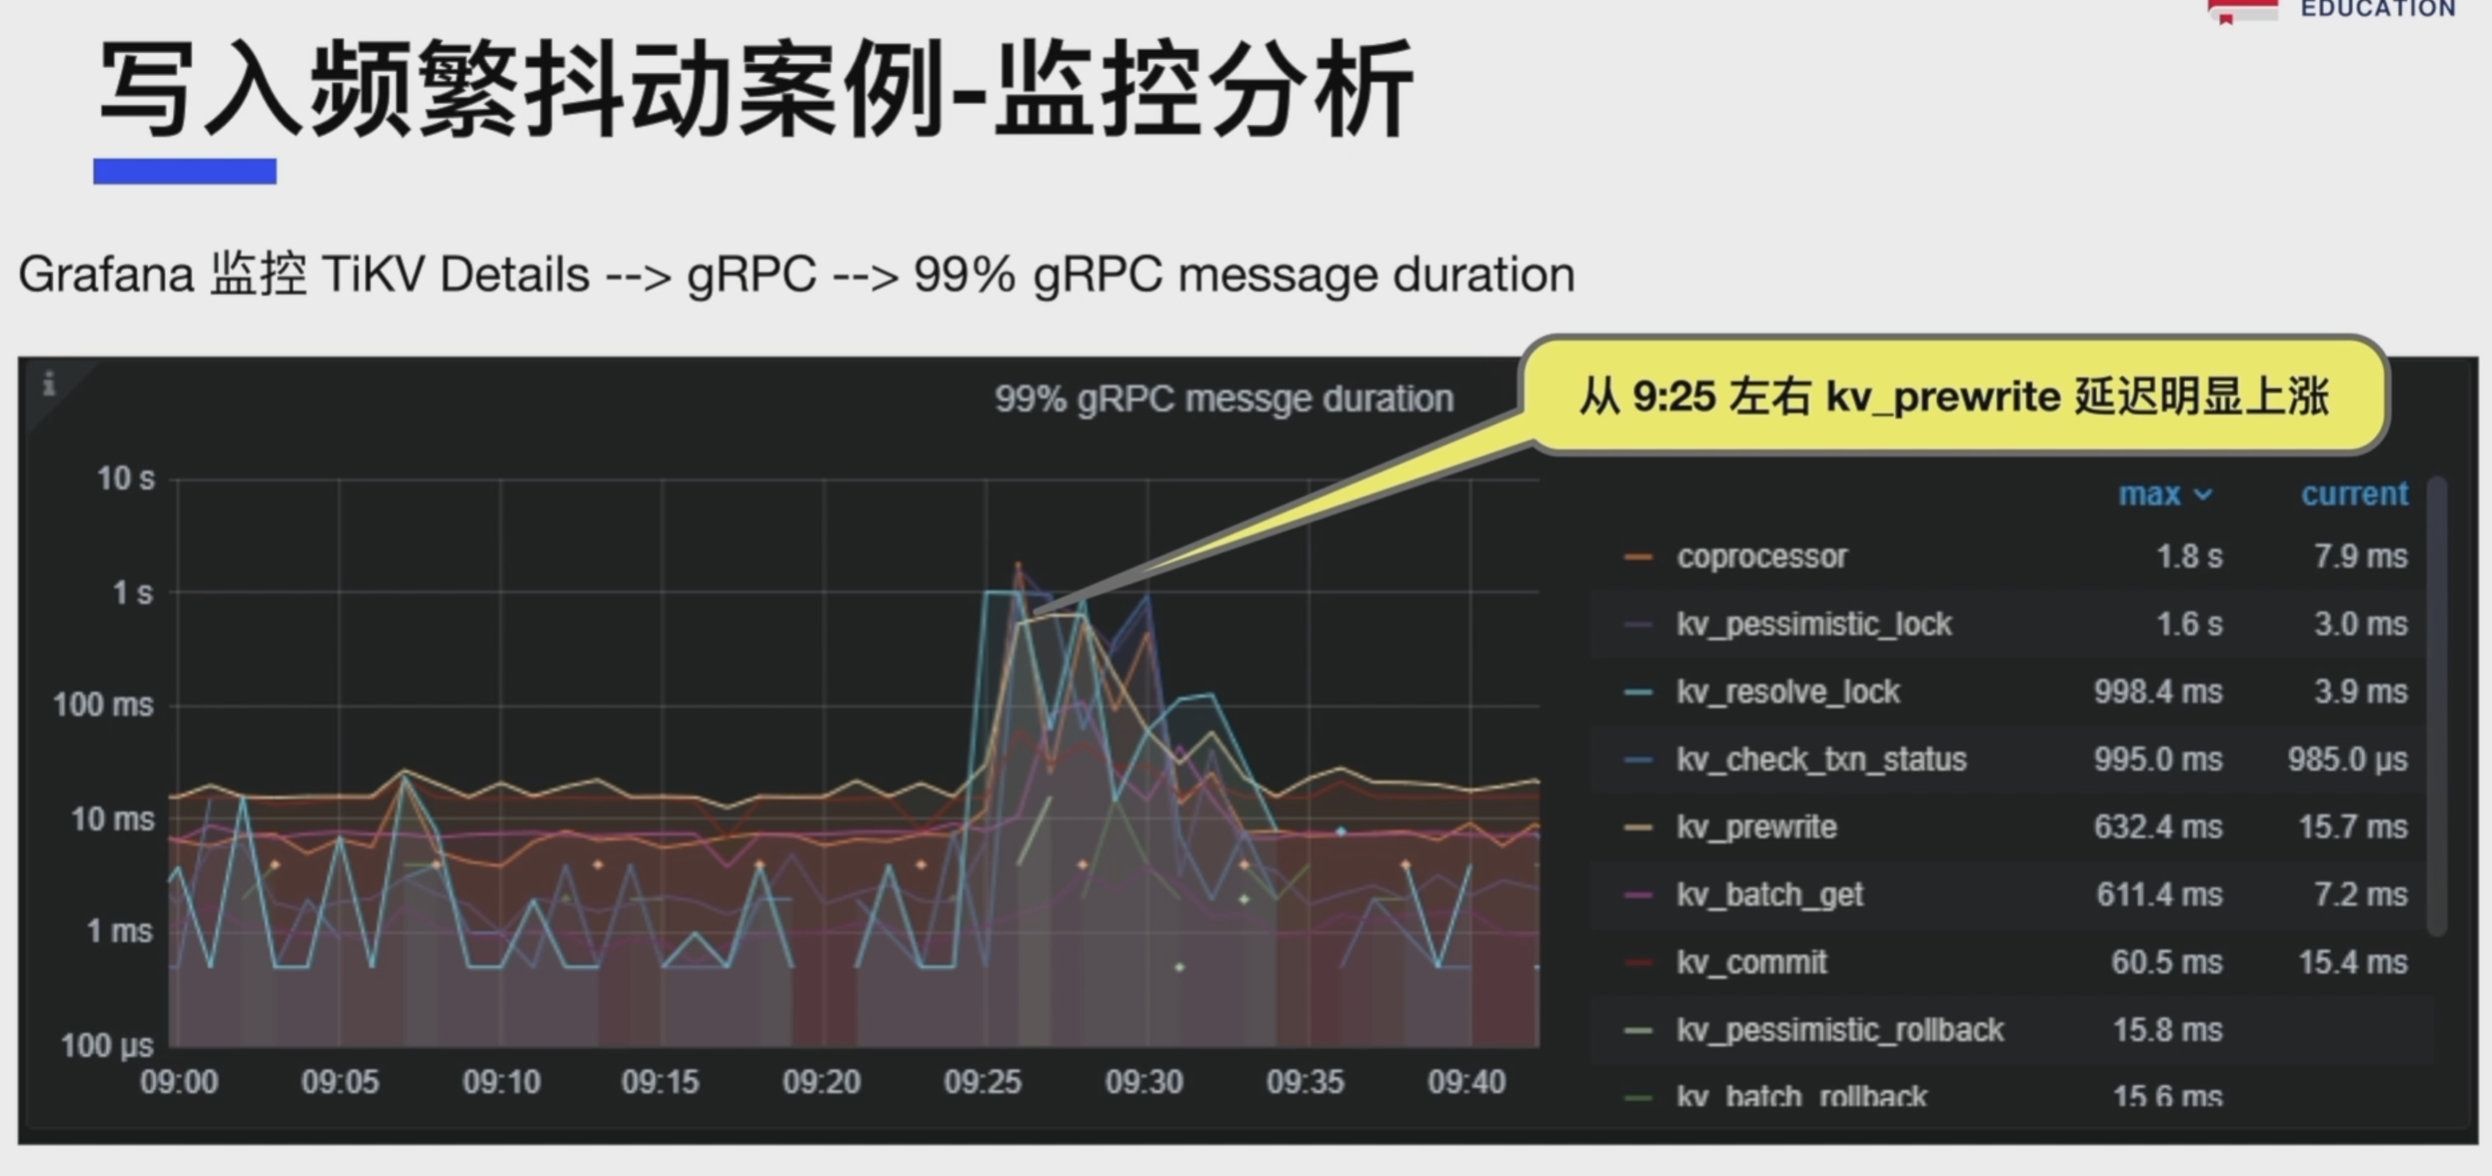 EDUCATION
写入频繁抖动案例-监控分析
Grafana 监控 TiKV Details --> gRPC --> 99% gRPC message duration
从 9:25 左右 kv_prewrite 延迟明显上涨
i
99% gRPC messge duration
10 s
1 s
100 ms
10 ms
1 ms
100 µs
09:00 09:05 09:10 09:15 09:20 09:25 09:30 09:35 09:40
max current
coprocessor 1.8 s 7.9 ms
kv_pessimistic_lock 1.6 s 3.0 ms
kv_resolve_lock 998.4 ms 3.9 ms
kv_check_txn_status 995.0 ms 985.0 µs
kv_prewrite 632.4 ms 15.7 ms
kv_batch_get 611.4 ms 7.2 ms
kv_commit 60.5 ms 15.4 ms
kv_pessimistic_rollback 15.8 ms
kv_batch_rollback 15.6 ms